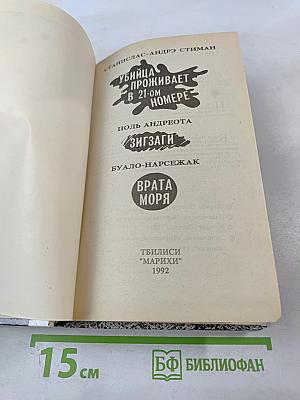 СТАНИСЛАС-АНДРЭ СТИМАН
УБИЙЦА
ПРОЖИВАЕТ
В 21-ом
НОМЕРЕ
ПОЛЬ АНДРЕОТА
ЗИГЗАГИ
БУАЛО-НАРСЕЖАК
ВРАТА
МОРЯ
ТБИЛИСИ
"МАРИХИ"
1992
15 см
БФ БИБЛИОФАН